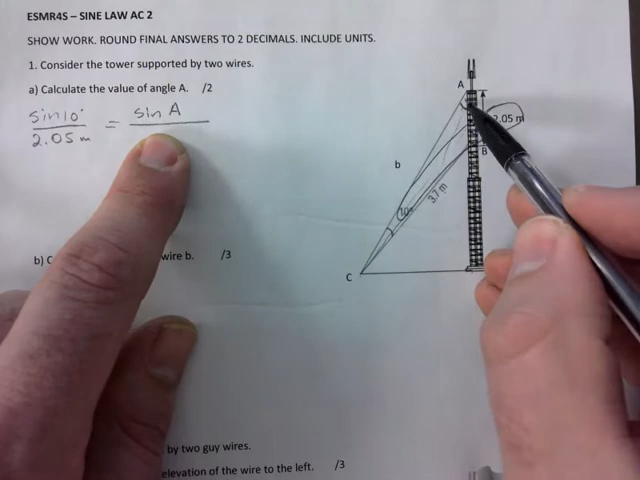 ESMR4S – SINE LAW AC 2
SHOW WORK. ROUND FINAL ANSWERS TO 2 DECIMALS. INCLUDE UNITS.
1. Consider the tower supported by two wires.
a) Calculate the value of angle A. /2
sin10° = sin A
2.05 m
A
2.05 m
B
b
3.7 m
C
b) C wire b. /3
by two guy wires.
elevation of the wire to the left. /3